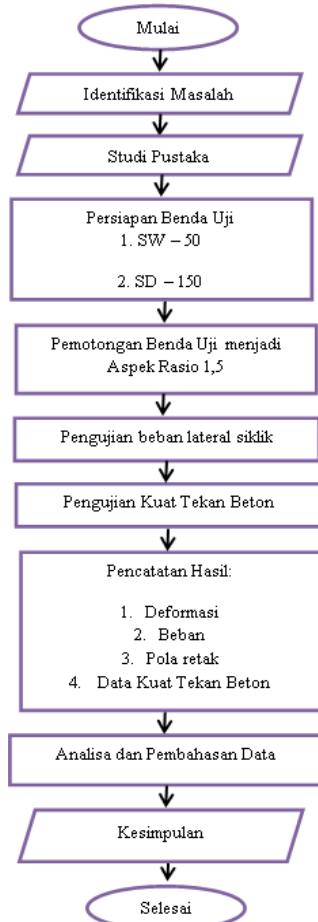 Mulai
Identifikasi Masalah
Studi Pustaka
Persiapan Benda Uji
1. SW – 50
2. SD – 150
Pemotongan Benda Uji menjadi
Aspek Rasio 1,5
Pengujian beban lateral siklik
Pengujian Kuat Tekan Beton
Pencatatan Hasil:
1. Deformasi
2. Beban
3. Pola retak
4. Data Kuat Tekan Beton
Analisa dan Pembahasan Data
Kesimpulan
Selesai